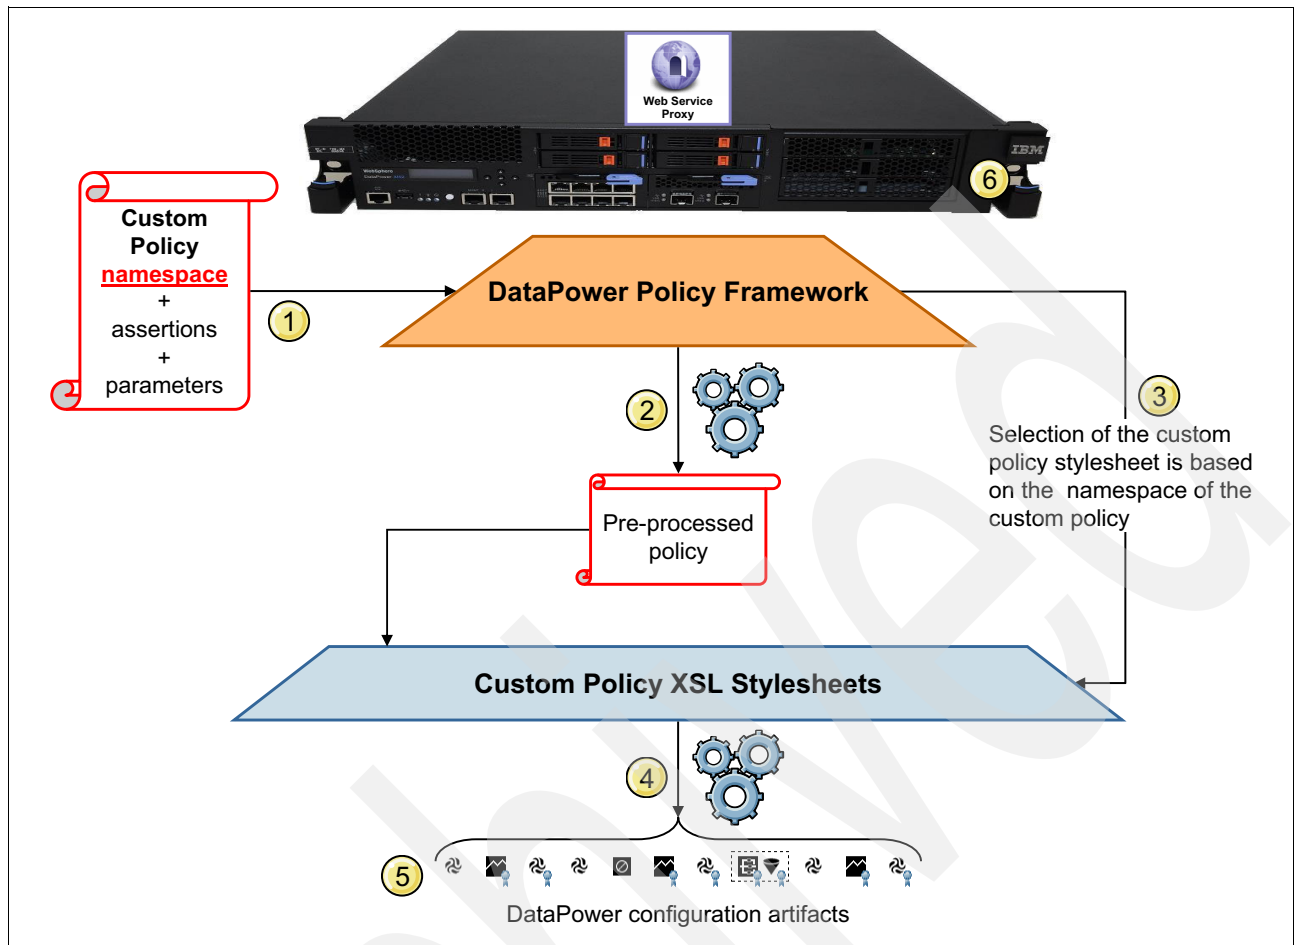 Web Service
Proxy
IBM
WebSphere
DataPower
6
Custom
Policy
namespace
+
assertions
+
parameters
1
DataPower Policy Framework
2
3
Selection of the custom
policy stylesheet is based
on the namespace of the
custom policy
Pre-processed
policy
Custom Policy XSL Stylesheets
4
5
DataPower configuration artifacts